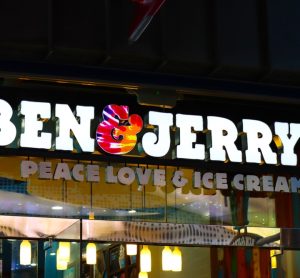 BEN & JERRY'
PEACE LOVE & ICE CREAM